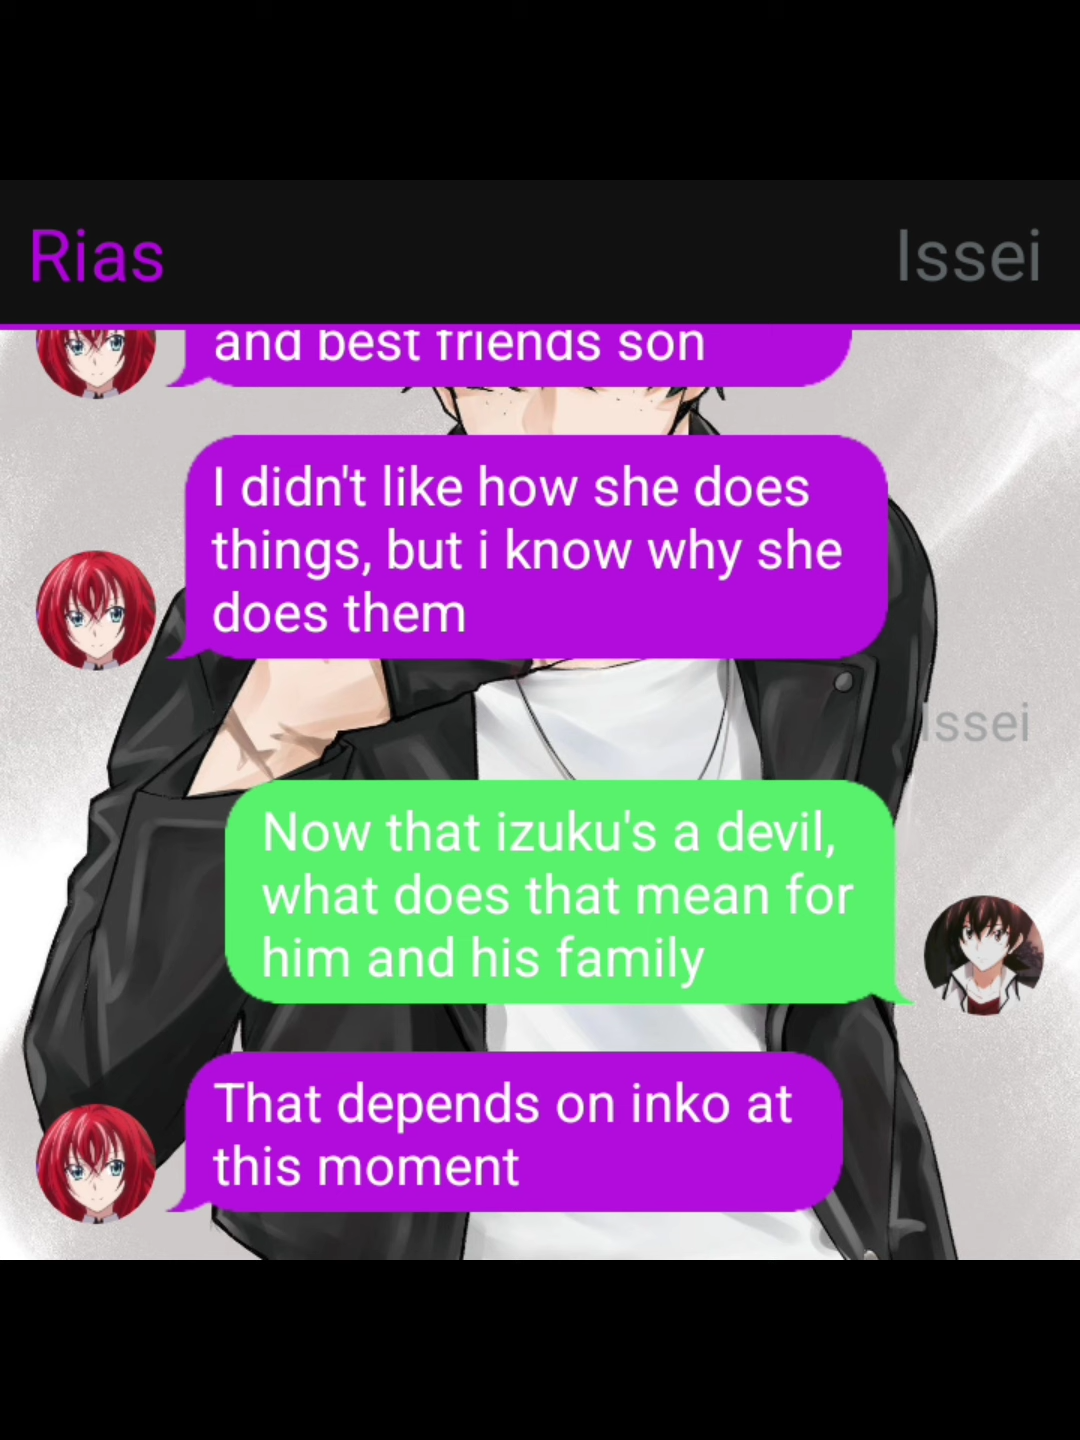 Rias
Issei
and best friends son
I didn't like how she does
things, but i know why she
does them
Issei
Now that izuku's a devil,
what does that mean for
him and his family
That depends on inko at
this moment